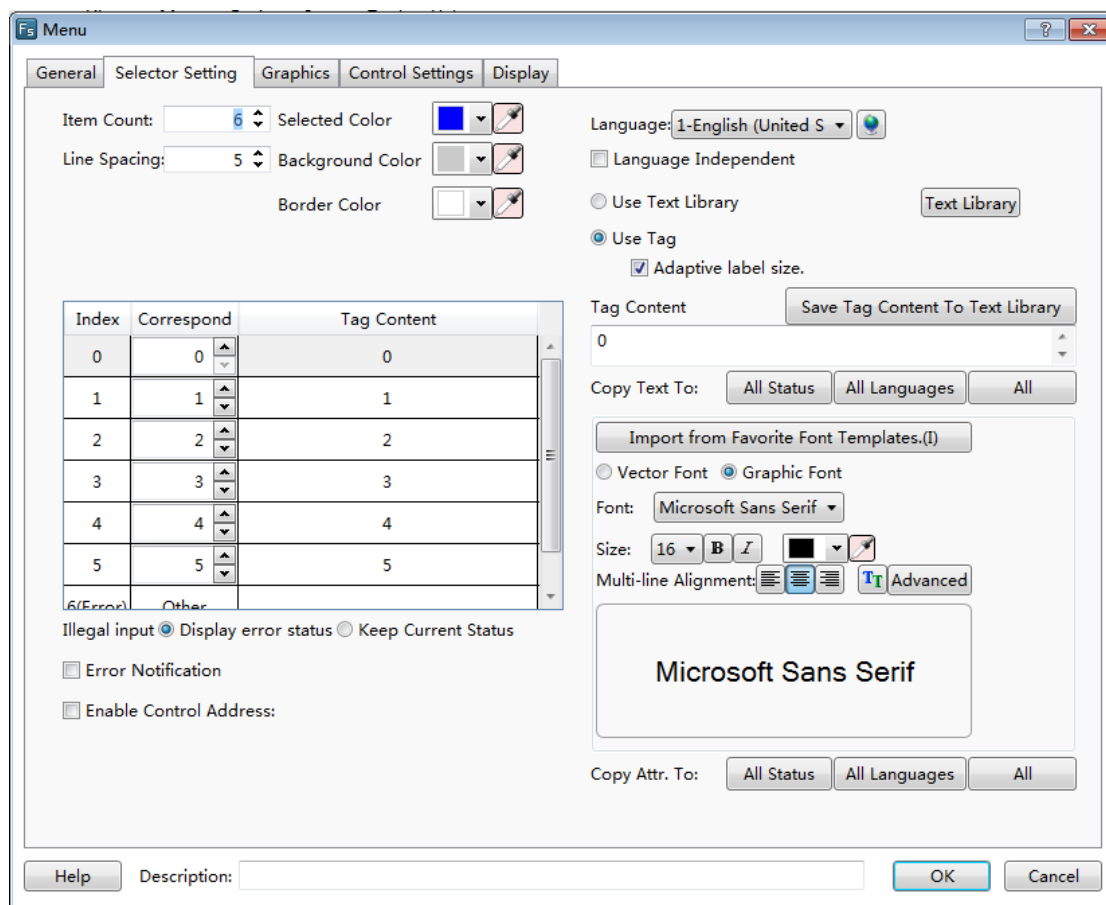 Fs Menu
General Selector Setting Graphics Control Settings Display
Item Count: 6 Selected Color
Line Spacing: 5 Background Color
Border Color
Language: 1-English (United S
Language Independent
Use Text Library Text Library
Use Tag
Adaptive label size.
Index Correspond Tag Content
0 0 0
1 1 1
2 2 2
3 3 3
4 4 4
5 5 5
6(Error) Other
Illegal input Display error status Keep Current Status
Error Notification
Enable Control Address:
Tag Content Save Tag Content To Text Library
0
Copy Text To: All Status All Languages All
Import from Favorite Font Templates.(I)
Vector Font Graphic Font
Font: Microsoft Sans Serif
Size: 16 B I
Multi-line Alignment: TT Advanced
Microsoft Sans Serif
Copy Attr. To: All Status All Languages All
Help Description: OK Cancel